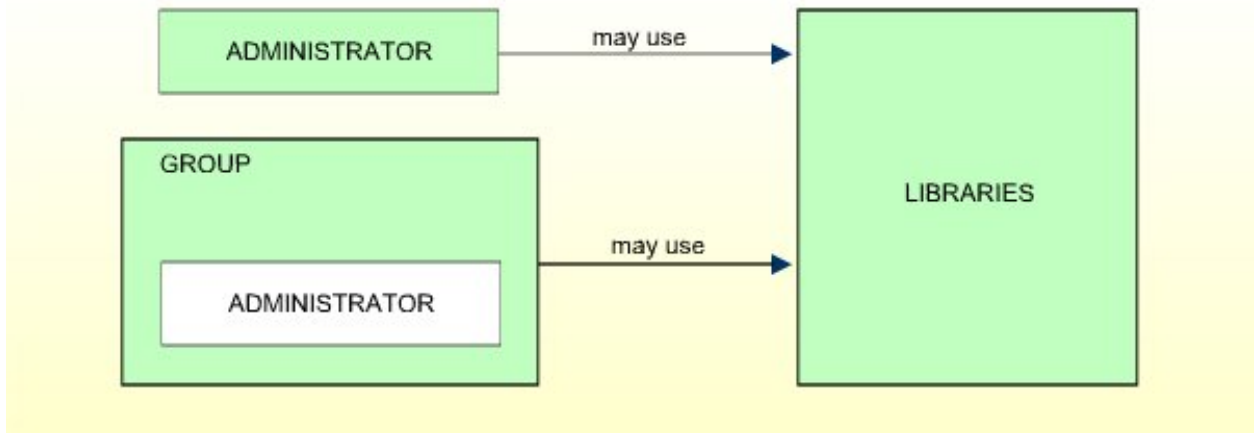 ADMINISTRATOR
may use
GROUP
ADMINISTRATOR
may use
LIBRARIES